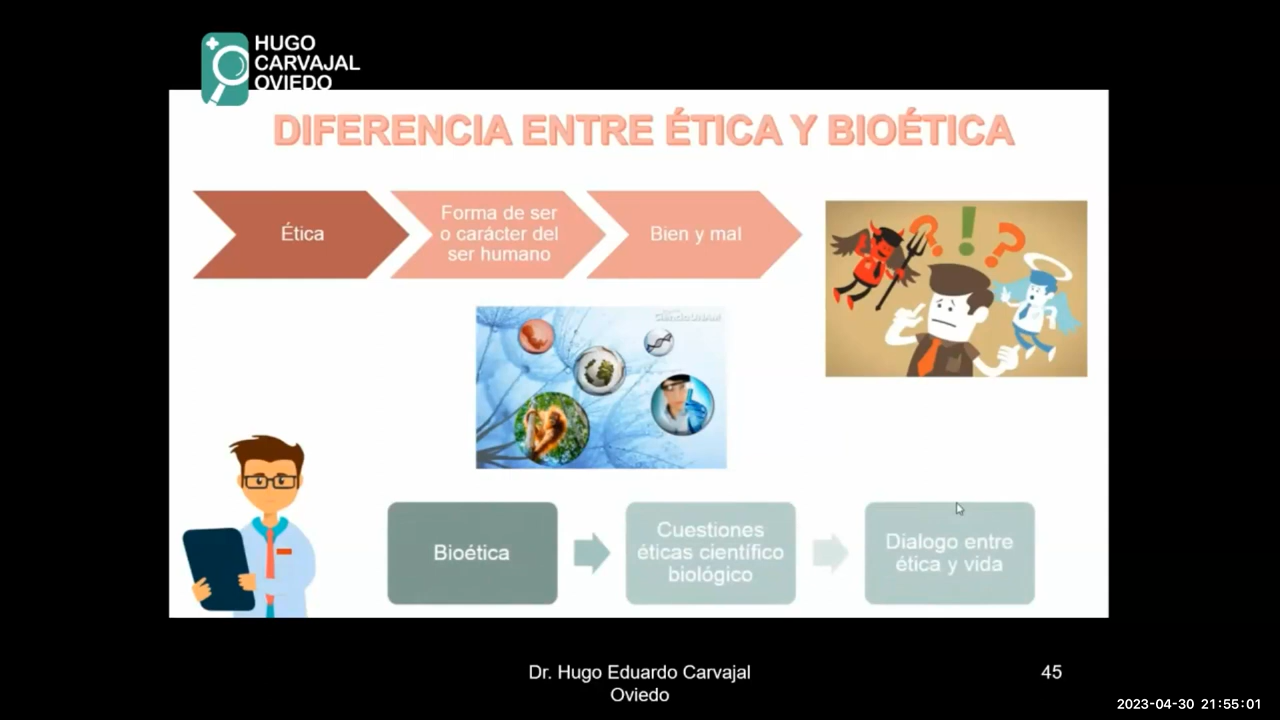 HUGO
CARVAJAL
OVIEDO
DIFERENCIA ENTRE ÉTICA Y BIOÉTICA
Ética
Forma de ser
o carácter del
ser humano
Bien y mal
? ! ?
CienciaUNAM
Bioética
Cuestiones
éticas científico
biológico
Dialogo entre
ética y vida
Dr. Hugo Eduardo Carvajal
Oviedo
45
2023-04-30 21:55:01